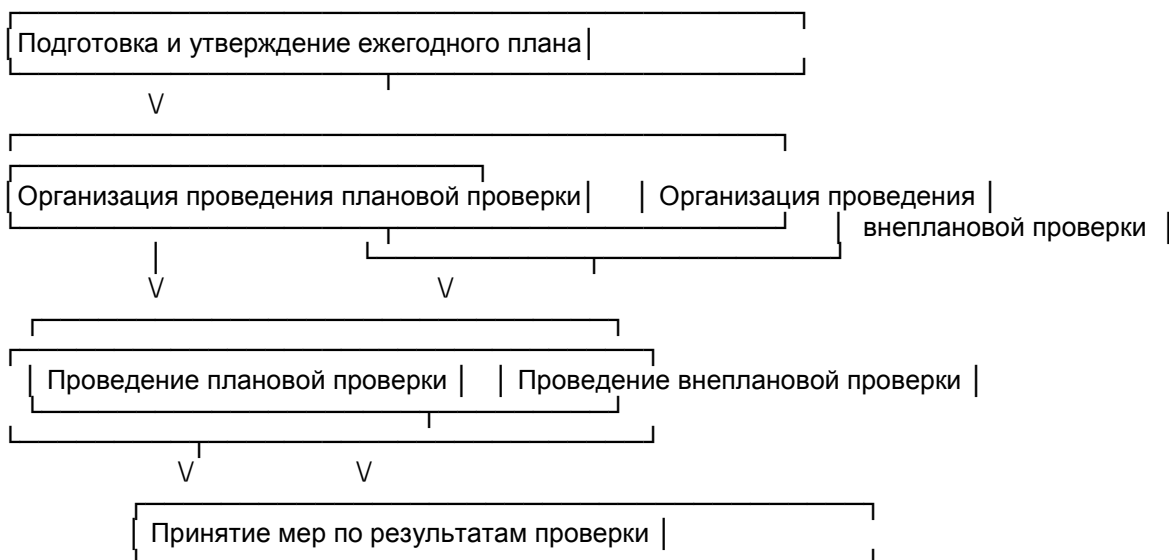 Подготовка и утверждение ежегодного плана
Организация проведения плановой проверки
Организация проведения
внеплановой проверки
Проведение плановой проверки
Проведение внеплановой проверки
Принятие мер по результатам проверки